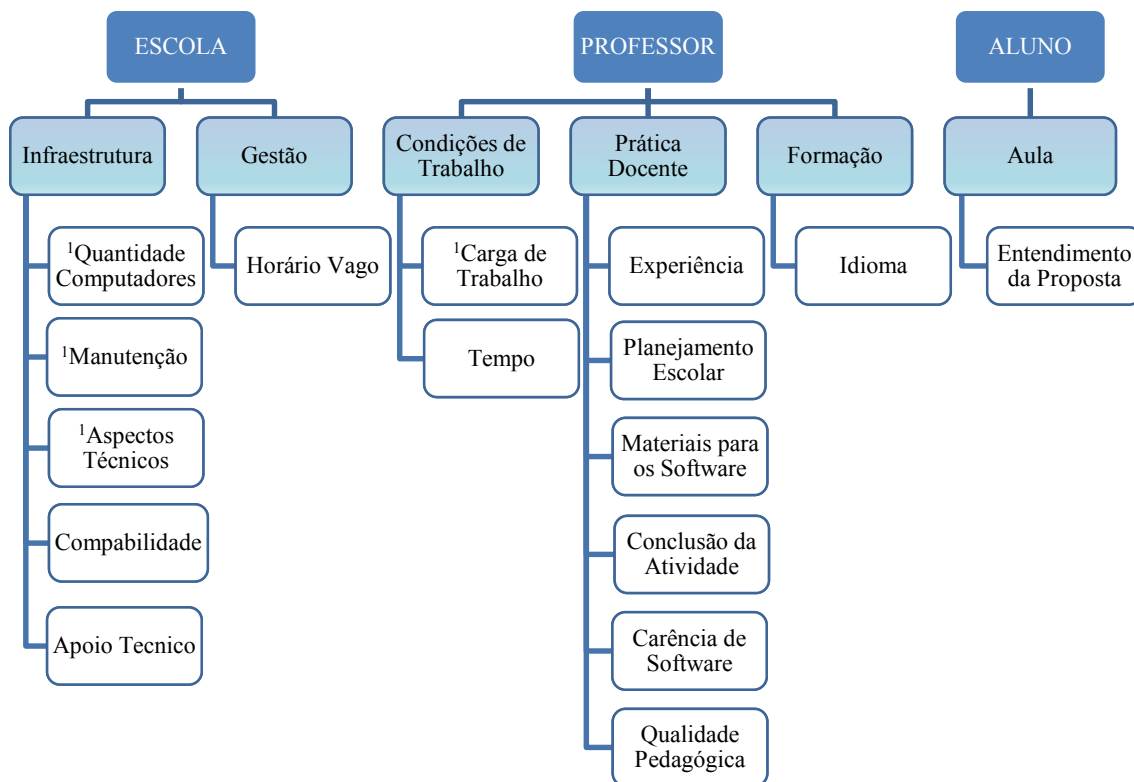 ESCOLA
PROFESSOR
ALUNO
Infraestrutura
Gestão
Condições de
Trabalho
Prática
Docente
Formação
Aula
¹Quantidade
Computadores
¹Manutenção
¹Aspectos
Técnicos
Compabilidade
Apoio Tecnico
Horário Vago
¹Carga de
Trabalho
Tempo
Experiência
Planejamento
Escolar
Materiais para
os Software
Conclusão da
Atividade
Carência de
Software
Qualidade
Pedagógica
Idioma
Entendimento
da Proposta